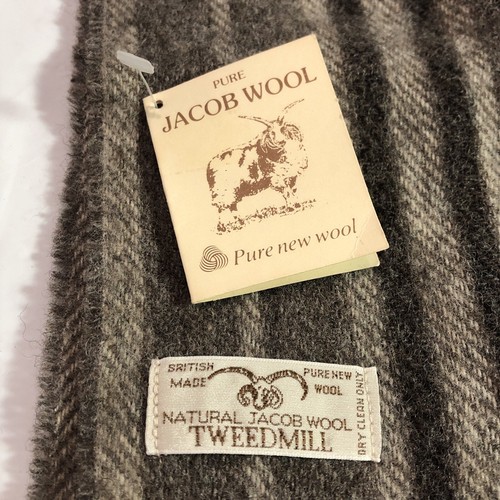 PURE
JACOB WOOL
Pure new wool
BRITISH MADE
PURE NEW WOOL
NATURAL JACOB WOOL
TWEEDMILL
DRY CLEAN ONLY